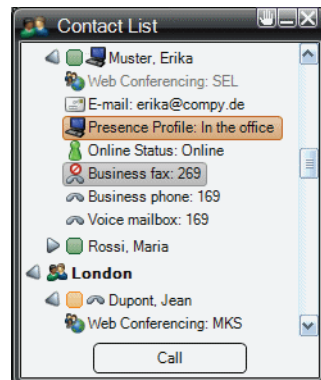 Contact List
Muster, Erika
Web Conferencing: SEL
E-mail: erika@compy.de
Presence Profile: In the office
Online Status: Online
Business fax: 269
Business phone: 169
Voice mailbox: 169
Rossi, Maria
London
Dupont, Jean
Web Conferencing: MKS
Call